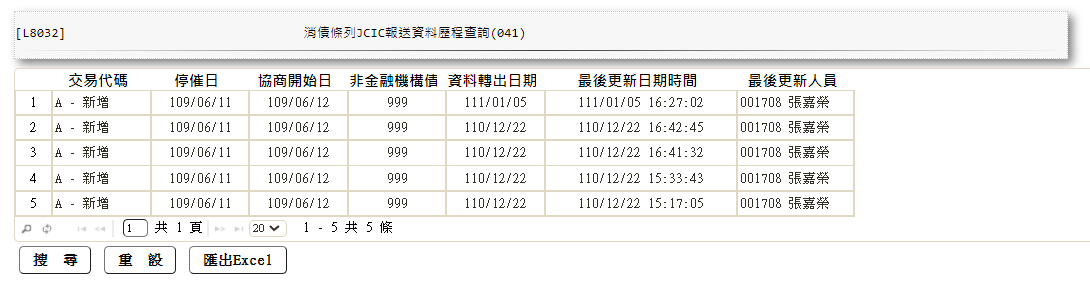 [L8032] 消債條列JCIC報送資料歷程查詢(041)
交易代碼 停催日 協商開始日 非金融機構債 資料轉出日期 最後更新日期時間 最後更新人員
1 A - 新增 109/06/11 109/06/12 999 111/01/05 111/01/05 16:27:02 001708 張嘉榮
2 A - 新增 109/06/11 109/06/12 999 110/12/22 110/12/22 16:42:45 001708 張嘉榮
3 A - 新增 109/06/11 109/06/12 999 110/12/22 110/12/22 16:41:32 001708 張嘉榮
4 A - 新增 109/06/11 109/06/12 999 110/12/22 110/12/22 15:33:43 001708 張嘉榮
5 A - 新增 109/06/11 109/06/12 999 110/12/22 110/12/22 15:17:05 001708 張嘉榮
1 共 1 頁 20 1 - 5 共 5 條
搜 尋 重 設 匯出Excel